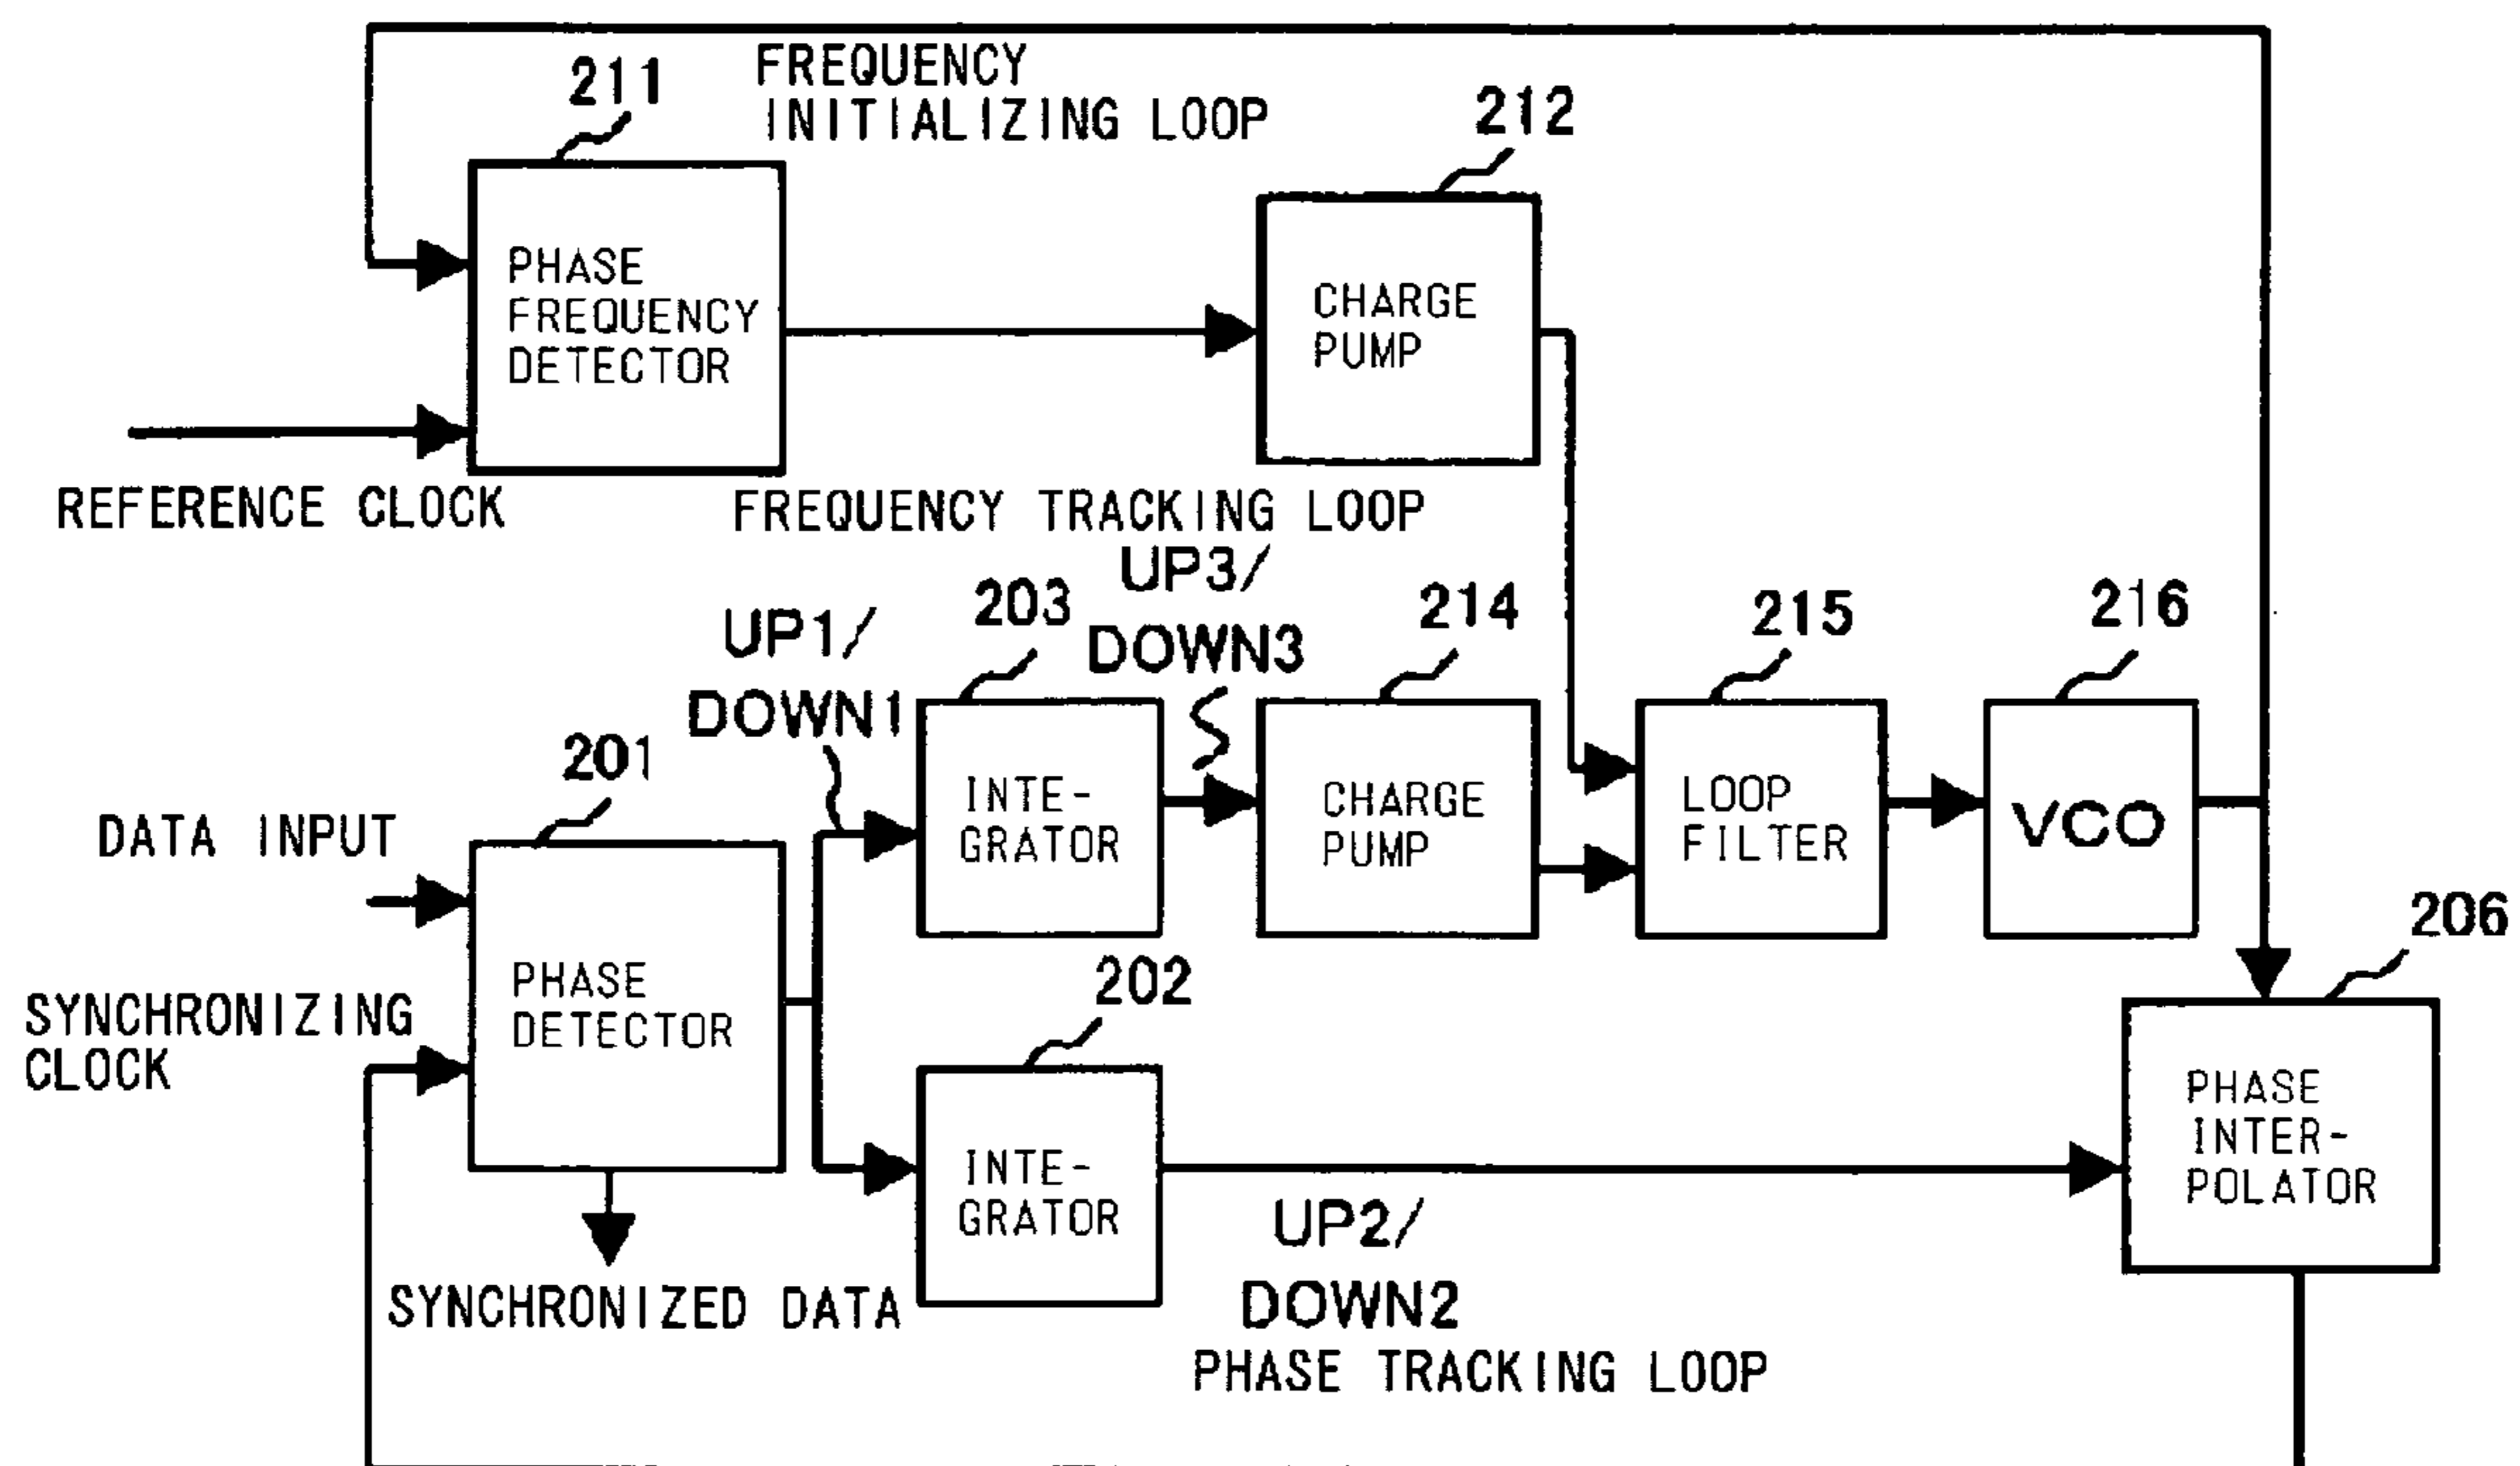 FREQUENCY
INITIALIZING LOOP
211
212
PHASE
FREQUENCY
DETECTOR
CHARGE
PUMP
REFERENCE CLOCK
FREQUENCY TRACKING LOOP
UP3/
DOWN3
203
214
215
216
UP1/
DOWN1
201
INTE-
GRATOR
CHARGE
PUMP
LOOP
FILTER
VCO
DATA INPUT
206
202
SYNCHRONIZING
CLOCK
PHASE
DETECTOR
PHASE
INTER-
POLATOR
INTE-
GRATOR
UP2/
DOWN2
SYNCHRONIZED DATA
PHASE TRACKING LOOP